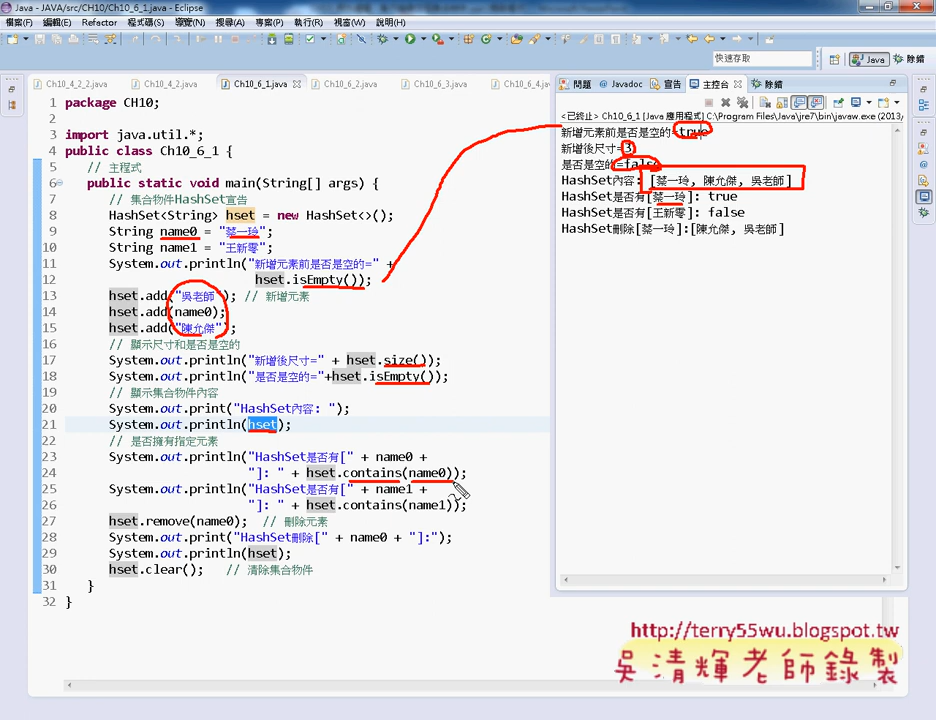 Java - JAVA/src/CH10/Ch10_6_1.java - Eclipse
檔案(F) 編輯(E) Refactor 程式碼(S) 導覽(N) 搜尋(A) 專案(P) 執行(R) 視窗(W) 說明(H)
快速存取
Java
除錯
Ch10_4_2_2.java
Ch10_4_2.java
Ch10_6_1.java
Ch10_6_2.java
Ch10_6_3.java
Ch10_6_4.jav
1 package CH10;
2
3 import java.util.*;
4 public class Ch10_6_1 {
5 // 主程式
6 public static void main(String[] args) {
7 // 集合物件HashSet宣告
8 HashSet<String> hset = new HashSet<>();
9 String name0 = "蔡一玲";
10 String name1 = "王新零";
11 System.out.println("新增元素前是否是空的=" +
12 hset.isEmpty());
13 hset.add("吳老師"); // 新增元素
14 hset.add(name0);
15 hset.add("陳允傑");
16 // 顯示尺寸和是否是空的
17 System.out.println("新增後尺寸=" + hset.size());
18 System.out.println("是否是空的="+hset.isEmpty());
19 // 顯示集合物件內容
20 System.out.print("HashSet內容: ");
21 System.out.println(hset);
22 // 是否擁有指定元素
23 System.out.println("HashSet是否有[" + name0 +
24 "]: " + hset.contains(name0));
25 System.out.println("HashSet是否有[" + name1 +
26 "]: " + hset.contains(name1));
27 hset.remove(name0); // 刪除元素
28 System.out.print("HashSet刪除[" + name0 + "]:");
29 System.out.println(hset);
30 hset.clear(); // 清除集合物件
31 }
32 }
問題 @ Javadoc 宣告 主控台 除錯
<已終止> Ch10_6_1 [Java 應用程式] C:\Program Files\Java\jre7\bin\javaw.exe (2013/
新增元素前是否是空的=true
新增後尺寸=3
是否是空的=false
HashSet內容: [蔡一玲, 陳允傑, 吳老師]
HashSet是否有[蔡一玲]: true
HashSet是否有[王新零]: false
HashSet刪除[蔡一玲]:[陳允傑, 吳老師]
http://terry55wu.blogspot.tw
吳清輝老師錄製